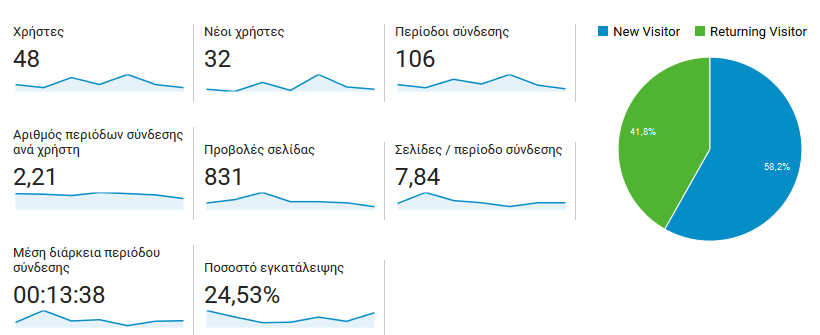 Χρήστες
48
Νέοι χρήστες
32
Περίοδοι σύνδεσης
106
Αριθμός περιόδων σύνδεσης
ανά χρήστη
2,21
Προβολές σελίδας
831
Σελίδες / περίοδο σύνδεσης
7,84
Μέση διάρκεια περιόδου
σύνδεσης
00:13:38
Ποσοστό εγκατάλειψης
24,53%
New Visitor
Returning Visitor
41,8%
58,2%